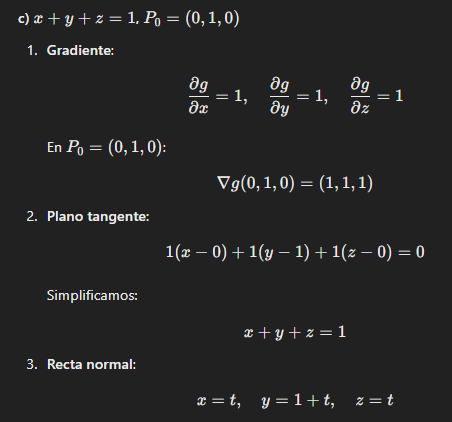 c) x + y + z = 1, P₀ = (0, 1, 0)
1. Gradiente:
∂g/∂x = 1, ∂g/∂y = 1, ∂g/∂z = 1
En P₀ = (0, 1, 0):
∇g(0, 1, 0) = (1, 1, 1)
2. Plano tangente:
1(x − 0) + 1(y − 1) + 1(z − 0) = 0
Simplificamos:
x + y + z = 1
3. Recta normal:
x = t, y = 1 + t, z = t